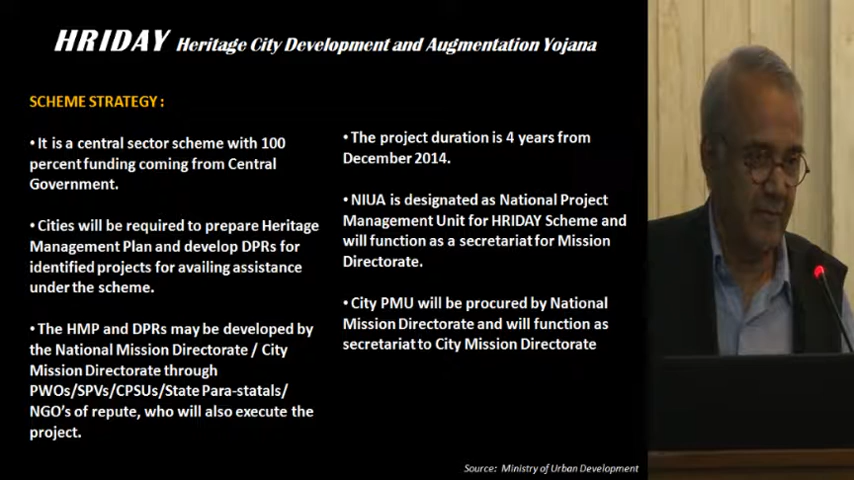 HRIDAY Heritage City Development and Augmentation Yojana
SCHEME STRATEGY :
•It is a central sector scheme with 100
percent funding coming from Central
Government.
•Cities will be required to prepare Heritage
Management Plan and develop DPRs for
identified projects for availing assistance
under the scheme.
•The HMP and DPRs may be developed by
the National Mission Directorate / City
Mission Directorate through
PWOs/SPVs/CPSUs/State Para-statals/
NGO's of repute, who will also execute the
project.
•The project duration is 4 years from
December 2014.
•NIUA is designated as National Project
Management Unit for HRIDAY Scheme and
will function as a secretariat for Mission
Directorate.
•City PMU will be procured by National
Mission Directorate and will function as
secretariat to City Mission Directorate
Source: Ministry of Urban Development